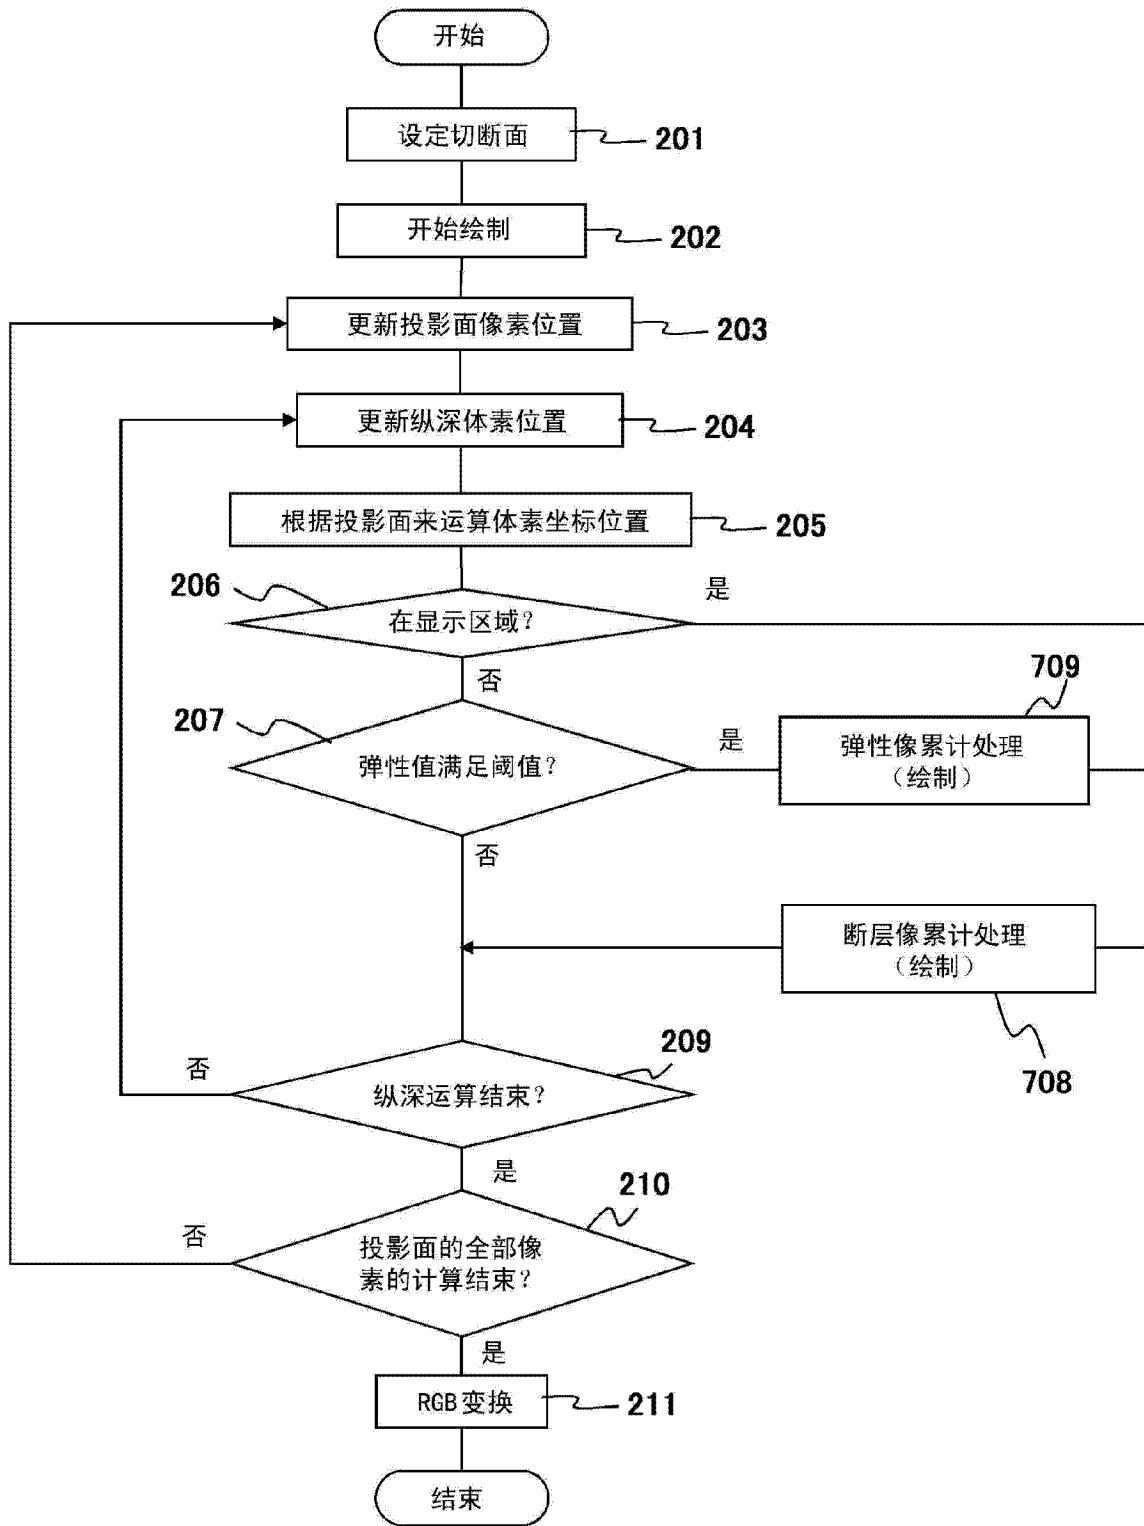 开始
设定切断面
201
开始绘制
202
更新投影面像素位置
203
更新纵深体素位置
204
根据投影面来运算体素坐标位置
205
206
在显示区域?
是
否
207
弹性值满足阈值?
是
709
弹性像累计处理
(绘制)
否
断层像累计处理
(绘制)
708
209
纵深运算结束?
否
是
210
投影面的全部像
素的计算结束?
否
是
RGB变换
211
结束